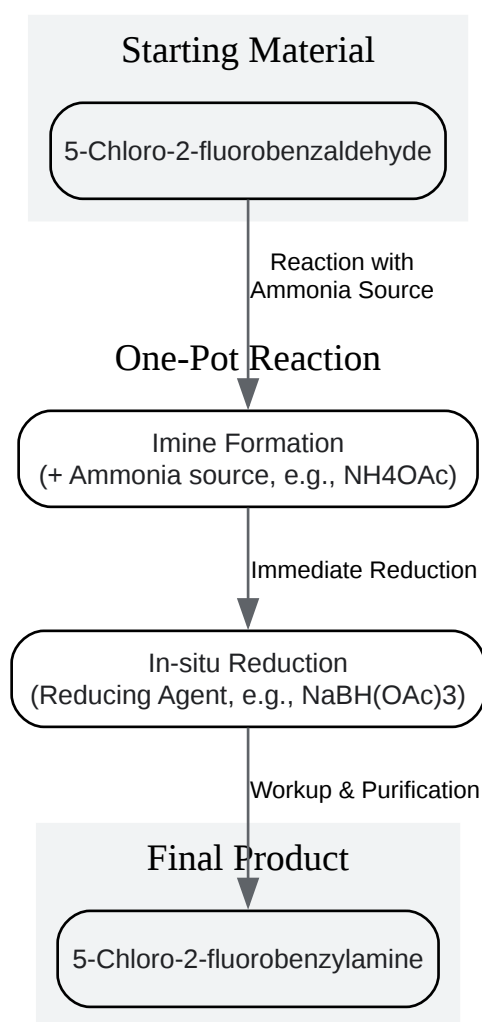 Starting Material
5-Chloro-2-fluorobenzaldehyde
Reaction with
Ammonia Source
One-Pot Reaction
Imine Formation
(+ Ammonia source, e.g., NH4OAc)
Immediate Reduction
In-situ Reduction
(Reducing Agent, e.g., NaBH(OAc)3)
Workup & Purification
Final Product
5-Chloro-2-fluorobenzylamine